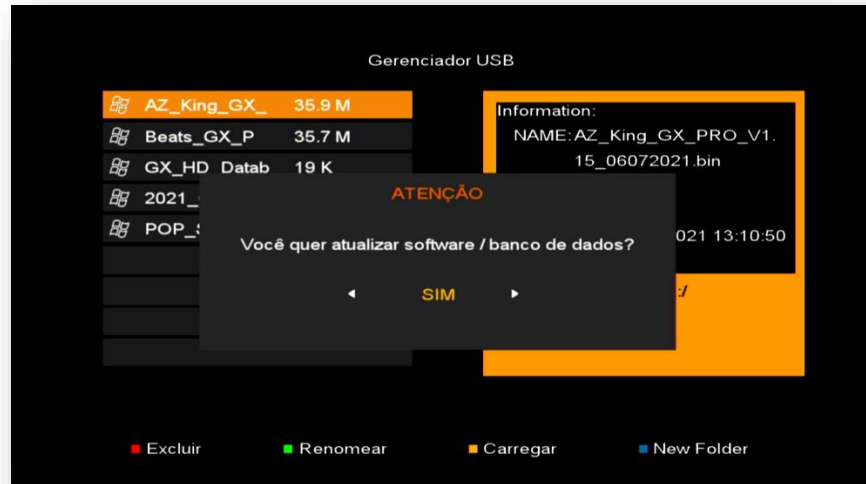 Gerenciador USB
AZ_King_GX_ 35.9 M
Beats_GX_P 35.7 M
GX_HD Datab 19 K
2021_
POP_
Information:
NAME: AZ_King_GX_PRO_V1.
15_06072021.bin
021 13:10:50
:/
ATENÇÃO
Você quer atualizar software / banco de dados?
SIM
Excluir Renomear Carregar New Folder